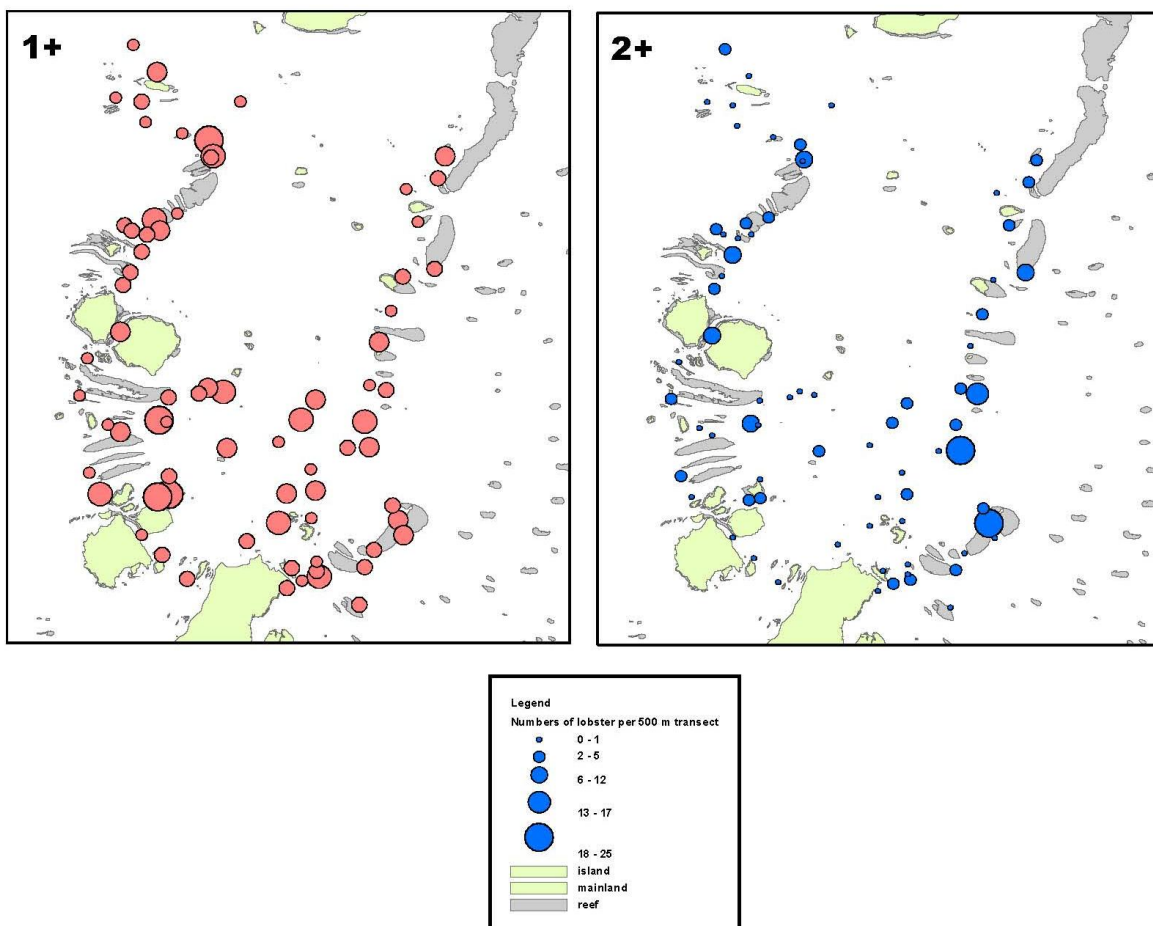 1+
2+
Legend
Numbers of lobster per 500 m transect
0 - 1
2 - 5
6 - 12
13 - 17
18 - 25
island
mainland
reef